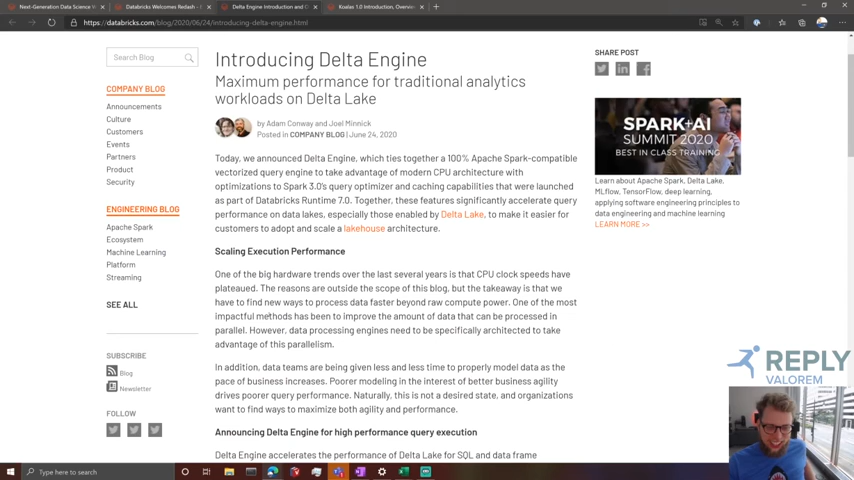 Next-Generation Data Science W
Databricks Welcomes Redash - 
Delta Engine Introduction and C
Koalas 1.0 Introduction, Overview
https://databricks.com/blog/2020/06/24/introducing-delta-engine.html
Search Blog
COMPANY BLOG
Announcements
Culture
Customers
Events
Partners
Product
Security
ENGINEERING BLOG
Apache Spark
Ecosystem
Machine Learning
Platform
Streaming
SEE ALL
SUBSCRIBE
Blog
Newsletter
FOLLOW
Introducing Delta Engine
Maximum performance for traditional analytics
workloads on Delta Lake
by Adam Conway and Joel Minnick
Posted in COMPANY BLOG | June 24, 2020
Today, we announced Delta Engine, which ties together a 100% Apache Spark-compatible
vectorized query engine to take advantage of modern CPU architecture with
optimizations to Spark 3.0's query optimizer and caching capabilities that were launched
as part of Databricks Runtime 7.0. Together, these features significantly accelerate query
performance on data lakes, especially those enabled by Delta Lake, to make it easier for
customers to adopt and scale a lakehouse architecture.
Scaling Execution Performance
One of the big hardware trends over the last several years is that CPU clock speeds have
plateaued. The reasons are outside the scope of this blog, but the takeaway is that we
have to find new ways to process data faster beyond raw compute power. One of the most
impactful methods has been to improve the amount of data that can be processed in
parallel. However, data processing engines need to be specifically architected to take
advantage of this parallelism.
In addition, data teams are being given less and less time to properly model data as the
pace of business increases. Poorer modeling in the interest of better business agility
drives poorer query performance. Naturally, this is not a desired state, and organizations
want to find ways to maximize both agility and performance.
Announcing Delta Engine for high performance query execution
Delta Engine accelerates the performance of Delta Lake for SQL and data frame
SHARE POST
SPARK+AI
SUMMIT 2020
BEST IN CLASS TRAINING
Learn about Apache Spark, Delta Lake,
MLflow, TensorFlow, deep learning,
applying software engineering principles to
data engineering and machine learning
LEARN MORE >>
REPLY
VALOREM
Type here to search